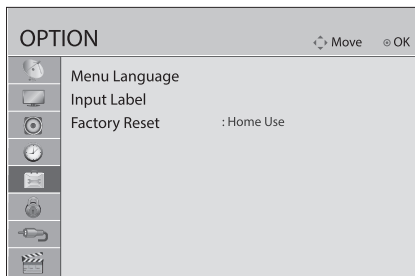 OPTION
Move OK
Menu Language
Input Label
Factory Reset : Home Use